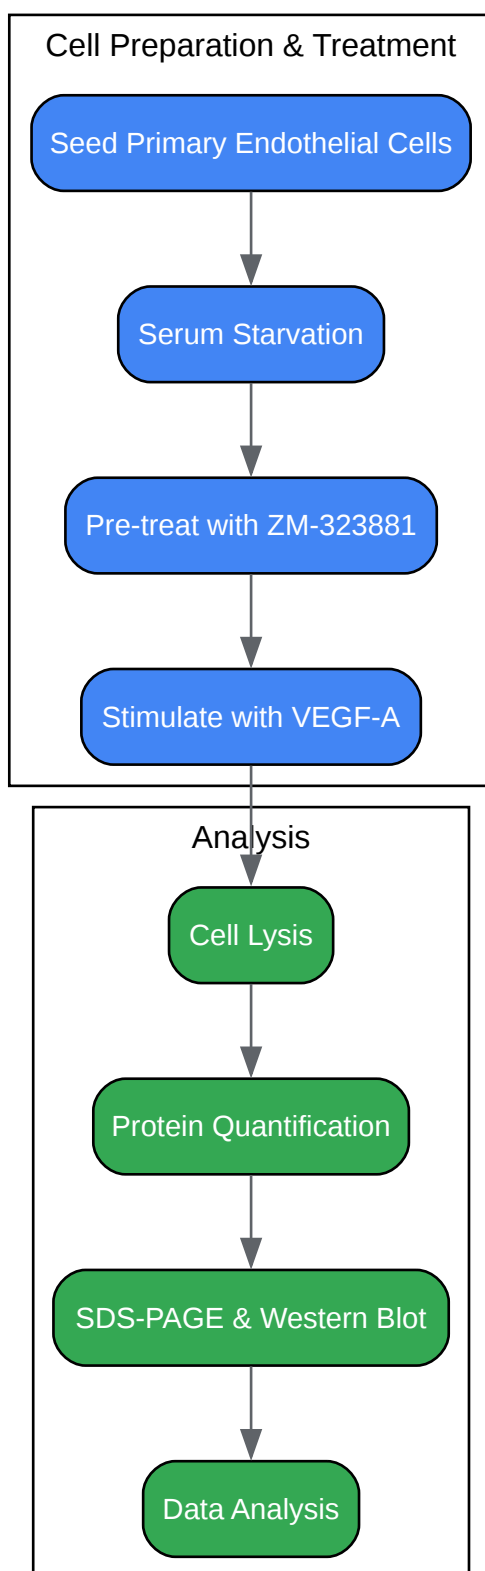 Cell Preparation & Treatment
Seed Primary Endothelial Cells
Serum Starvation
Pre-treat with ZM-323881
Stimulate with VEGF-A
Analysis
Cell Lysis
Protein Quantification
SDS-PAGE & Western Blot
Data Analysis